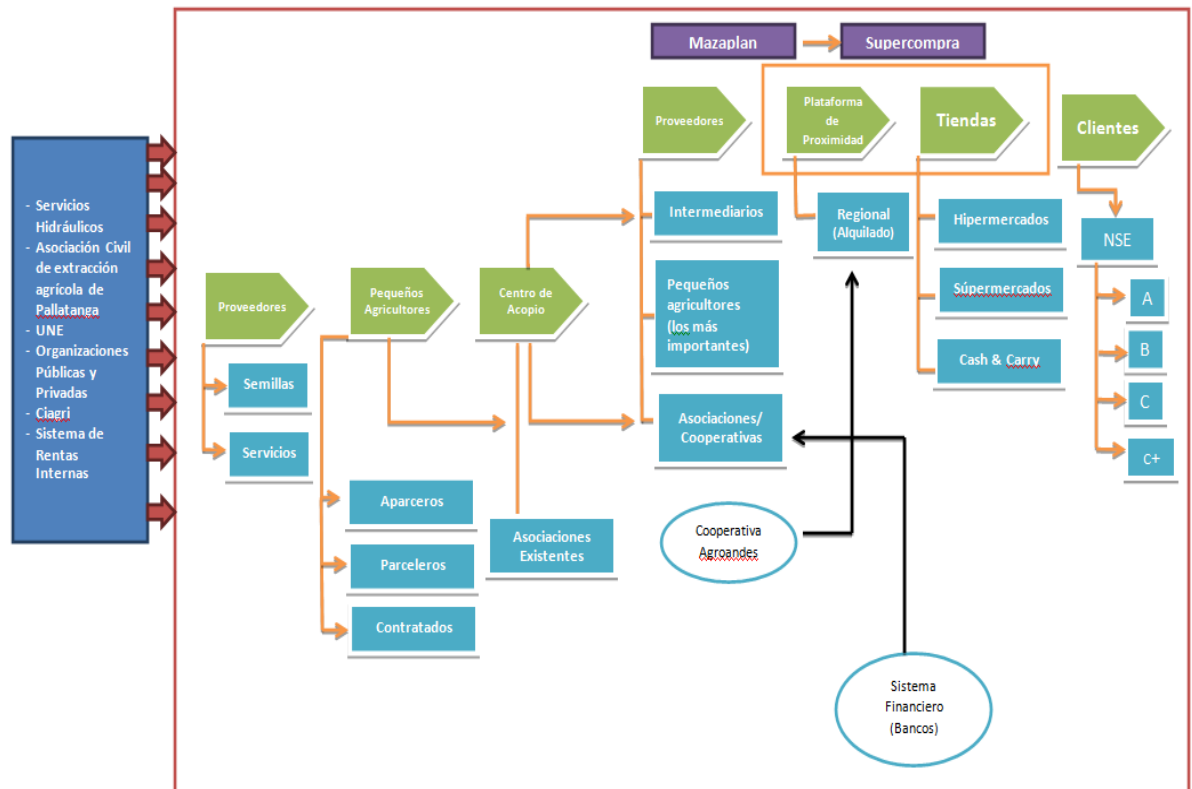 Mazaplan
Supercompra
Proveedores
Plataforma
de
Proximidad
Tiendas
Clientes
- Servicios
Hidráulicos
- Asociación Civil
de extracción
agrícola de
Pallatanga
- UNE
- Organizaciones
Públicas y
Privadas
- Ciagri
- Sistema de
Rentas
Internas
Intermediarios
Regional
(Alquilado)
Hipermercados
NSE
Proveedores
Pequeños
Agricultores
Centro de
Acopio
Pequeños
agricultores
(los más
importantes)
Súpermercados
A
B
Cash & Carry
Semillas
C
Servicios
Asociaciones/
Cooperativas
C+
Aparceros
Asociaciones
Existentes
Cooperativa
Agroandes
Parceleros
Contratados
Sistema
Financiero
(Bancos)